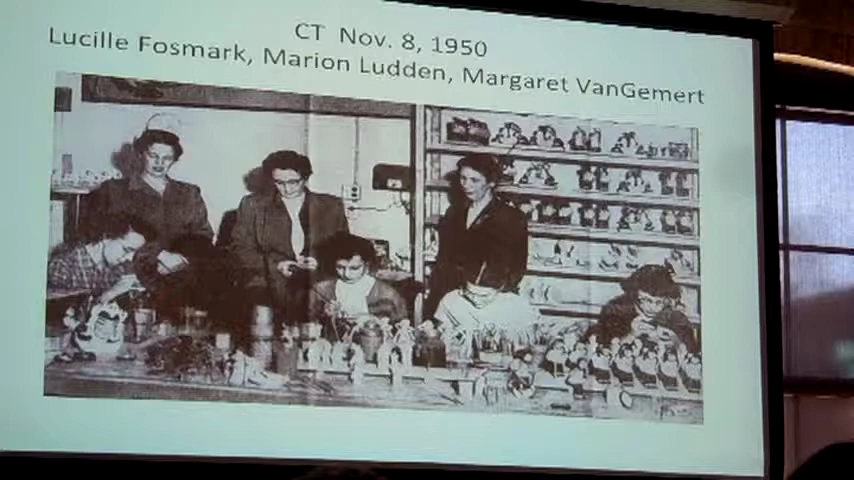 CT Nov. 8, 1950
Lucille Fosmark, Marion Ludden, Margaret VanGemert